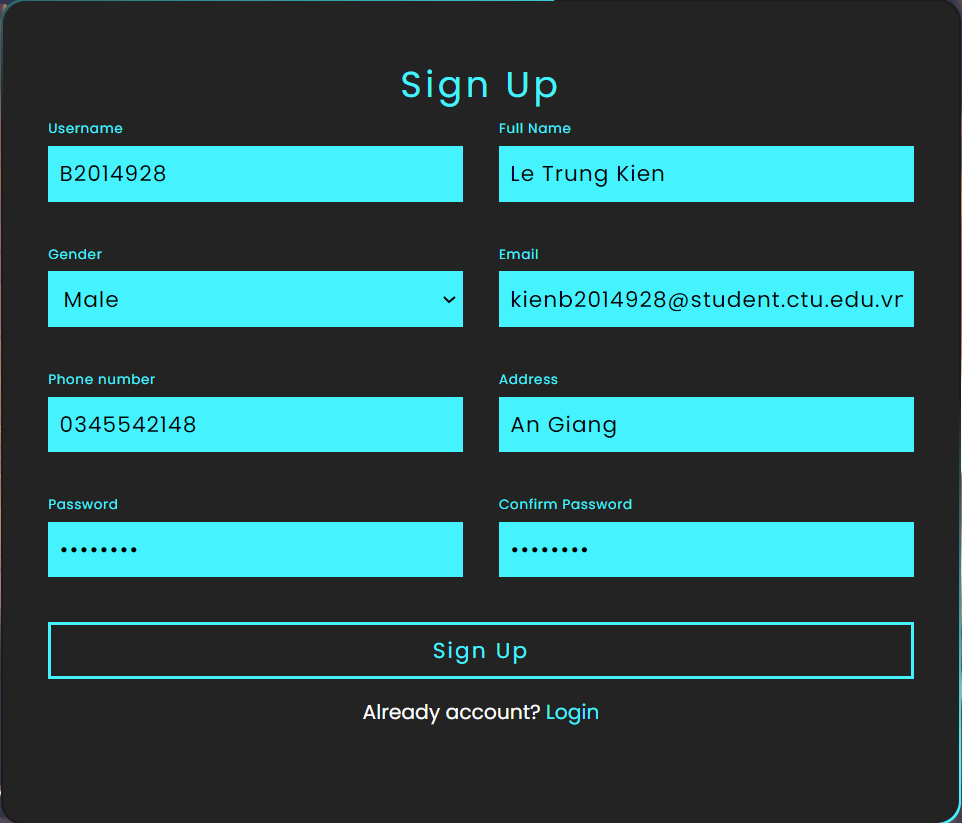 Sign Up
Username
Full Name
B2014928
Le Trung Kien
Gender
Email
Male
kienb2014928@student.ctu.edu.vn
Phone number
Address
0345542148
An Giang
Password
Confirm Password
••••••••
••••••••
Sign Up
Already account? Login